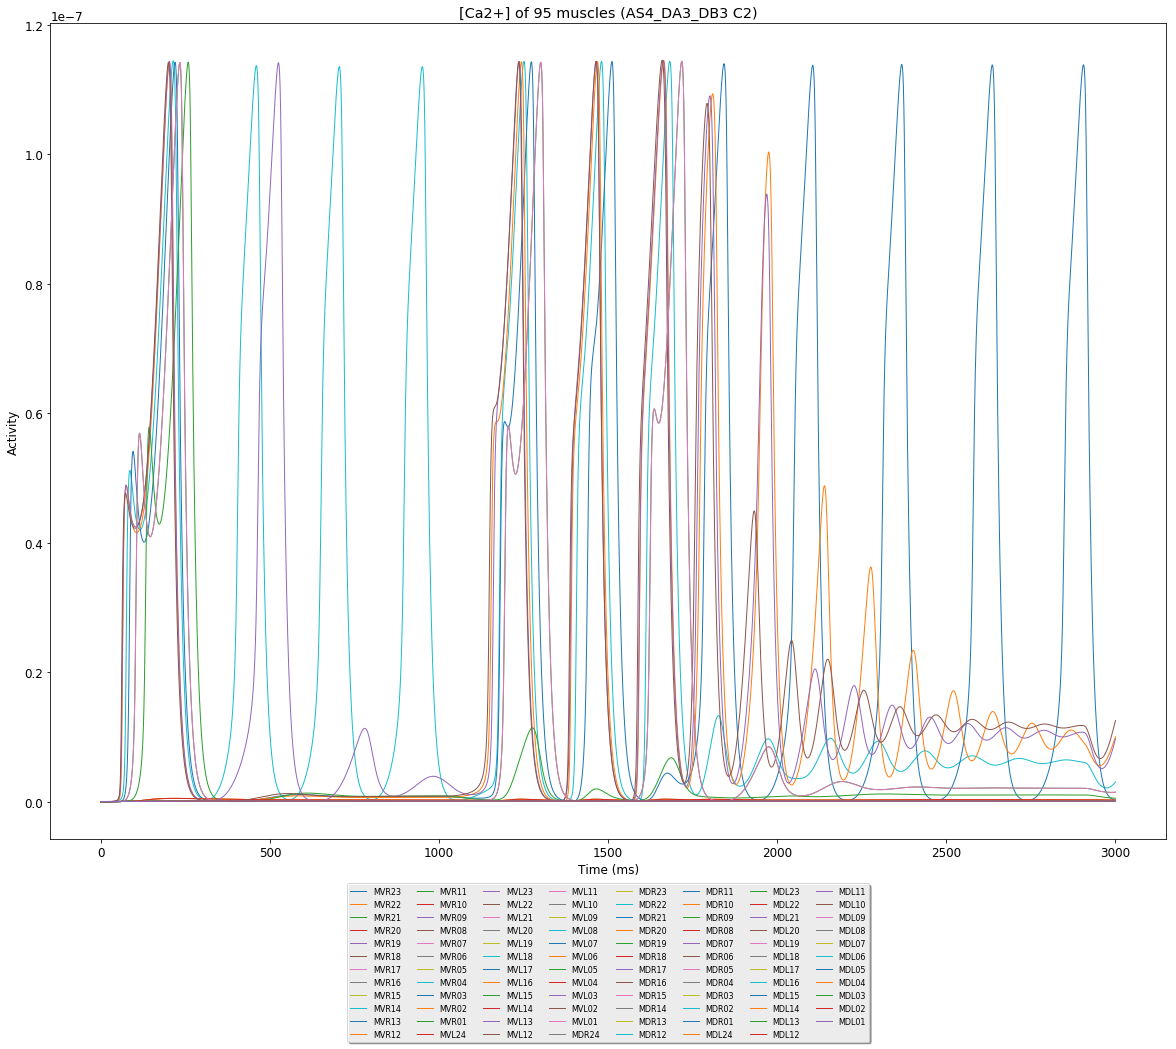 [Ca2+] of 95 muscles (AS4_DA3_DB3 C2)
1e−7
1.2
1.0
0.8
0.6
0.4
0.2
0.0
Activity
0 500 1000 1500 2000 2500 3000
Time (ms)
MVR23 MVR11 MVL23 MVL11 MDR23 MDR11 MDL23 MDL11
MVR22 MVR10 MVL22 MVL10 MDR22 MDR10 MDL22 MDL10
MVR21 MVR09 MVL21 MVL09 MDR21 MDR09 MDL21 MDL09
MVR20 MVR08 MVL20 MVL08 MDR20 MDR08 MDL20 MDL08
MVR19 MVR07 MVL19 MVL07 MDR19 MDR07 MDL19 MDL07
MVR18 MVR06 MVL18 MVL06 MDR18 MDR06 MDL18 MDL06
MVR17 MVR05 MVL17 MVL05 MDR17 MDR05 MDL17 MDL05
MVR16 MVR04 MVL16 MVL04 MDR16 MDR04 MDL16 MDL04
MVR15 MVR03 MVL15 MVL03 MDR15 MDR03 MDL15 MDL03
MVR14 MVR02 MVL14 MVL02 MDR14 MDR02 MDL14 MDL02
MVR13 MVR01 MVL13 MVL01 MDR13 MDR01 MDL13 MDL01
MVR12 MVL24 MVL12 MDR24 MDR12 MDL24 MDL12